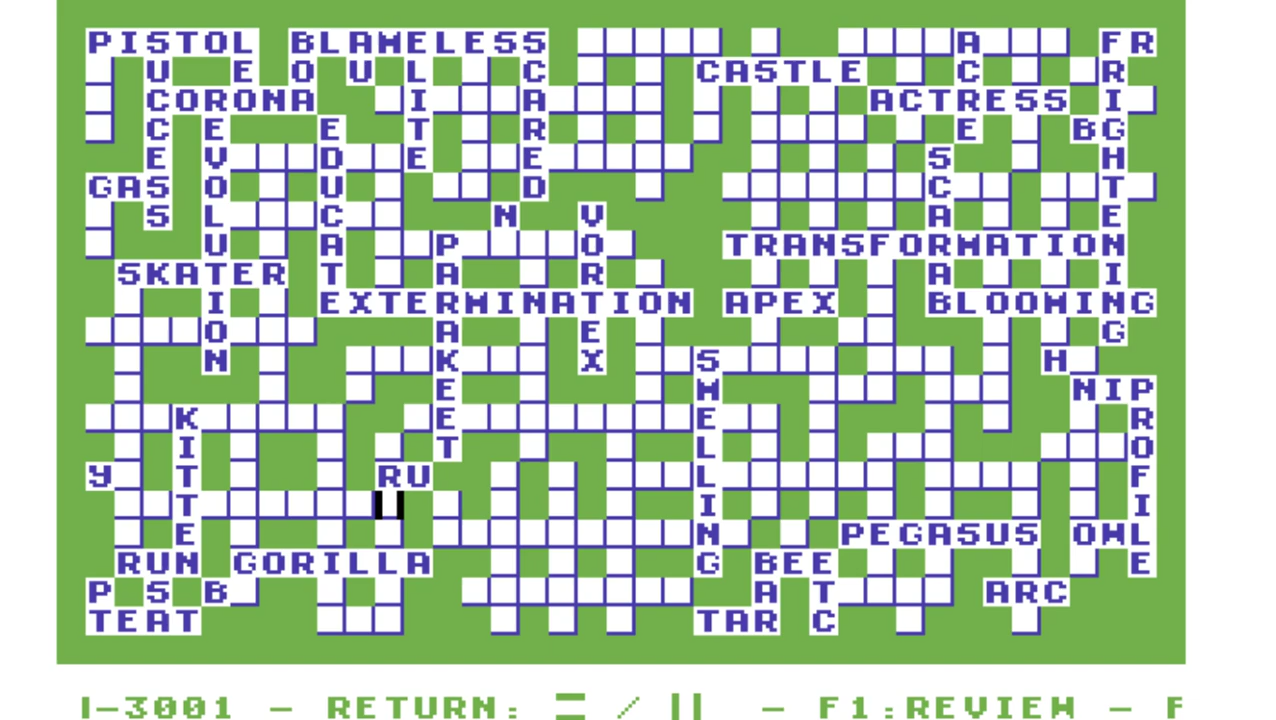 PISTOL BLAMELESS A FR
U E O U L C CASTLE C R
CORONA I A ACTRESS I
C E E T R E BG
E V D E E S H
GAS O U D C T
S L C N V A E
U A P O TRANSFORMATION
SKATER T A R A I
I EXTERMINATION APEX BLOOMING
O A E G
N K X S H
E M NIP
K E E R
I T L O
Y T RU L F
T I I
E N PEGASUS OWL
RUN GORILLA G BEE E
P S B A T ARC
TEAT TAR C
I-3001 - RETURN: = / || - F1:REVIEW - F